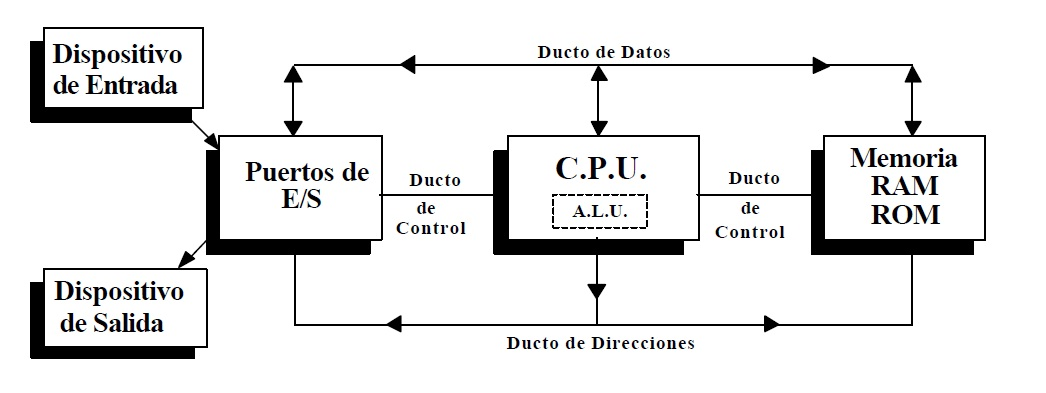 Dispositivo
de Entrada
Ducto de Datos
Puertos de
E/S
Ducto
de
Control
C.P.U.
A.L.U.
Ducto
de
Control
Memoria
RAM
ROM
Dispositivo
de Salida
Ducto de Direcciones